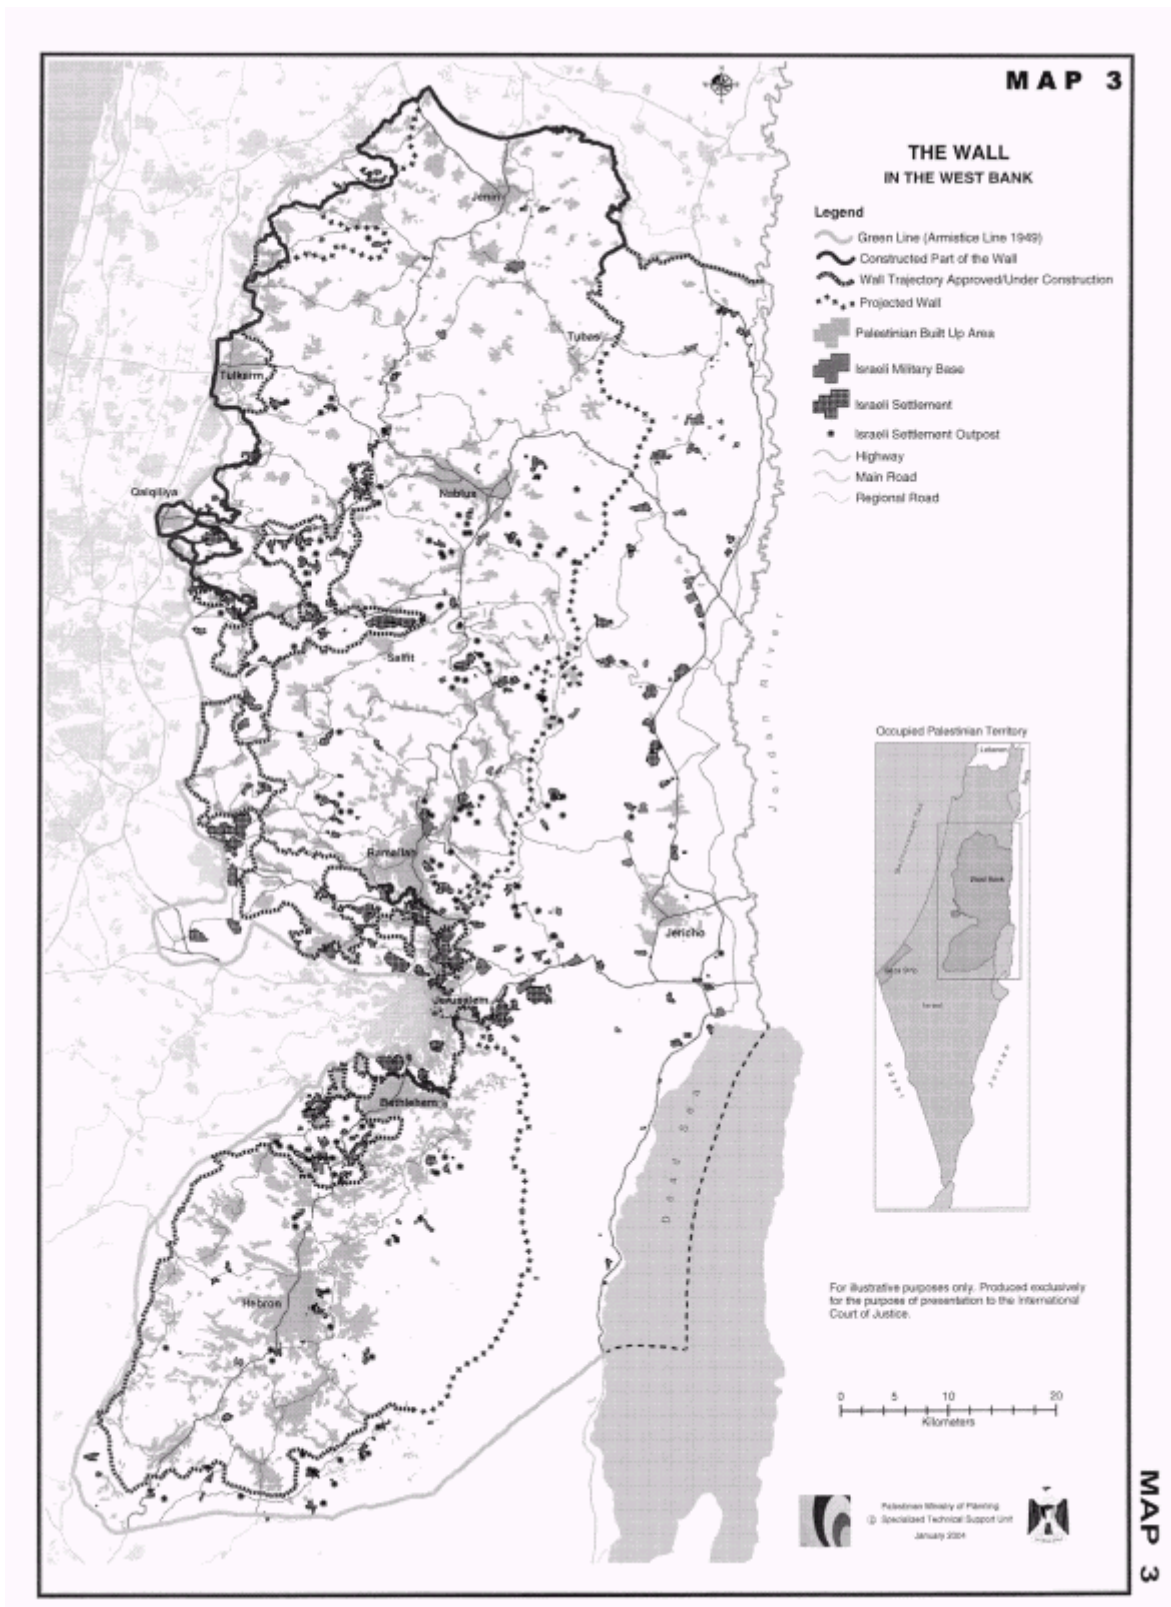 MAP 3
THE WALL
IN THE WEST BANK
Legend
Green Line (Armistice Line 1949)
Constructed Part of the Wall
Wall Trajectory Approved/Under Construction
Projected Wall
Palestinian Built Up Area
Israeli Military Base
Israeli Settlement
Israeli Settlement Outpost
Highway
Main Road
Regional Road
Jenin
Tubas
Tulkarm
Qalqiliya
Nablus
Salfit
Jordan River
Ramallah
Jericho
Jerusalem
Bethlehem
Dead Sea
Hebron
Occupied Palestinian Territory
Lebanon
Mediterranean Sea
West Bank
Gaza Strip
Israel
Egypt
Jordan
For illustrative purposes only. Produced exclusively
for the purpose of presentation to the International
Court of Justice.
0 5 10 20
Kilometers
Palestinian Ministry of Planning
Specialized Technical Support Unit
January 2004
MAP 3